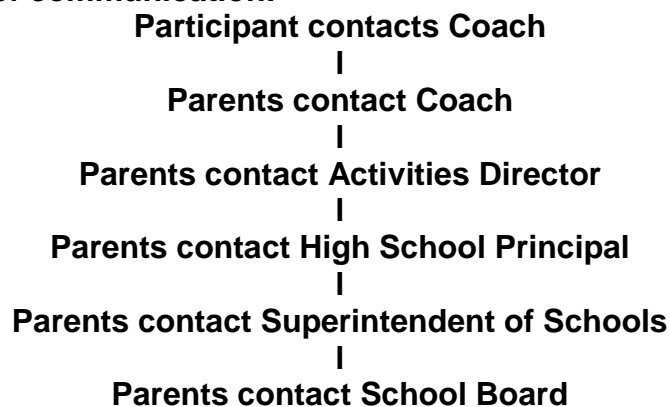 Participant contacts Coach
I
Parents contact Coach
I
Parents contact Activities Director
I
Parents contact High School Principal
I
Parents contact Superintendent of Schools
I
Parents contact School Board